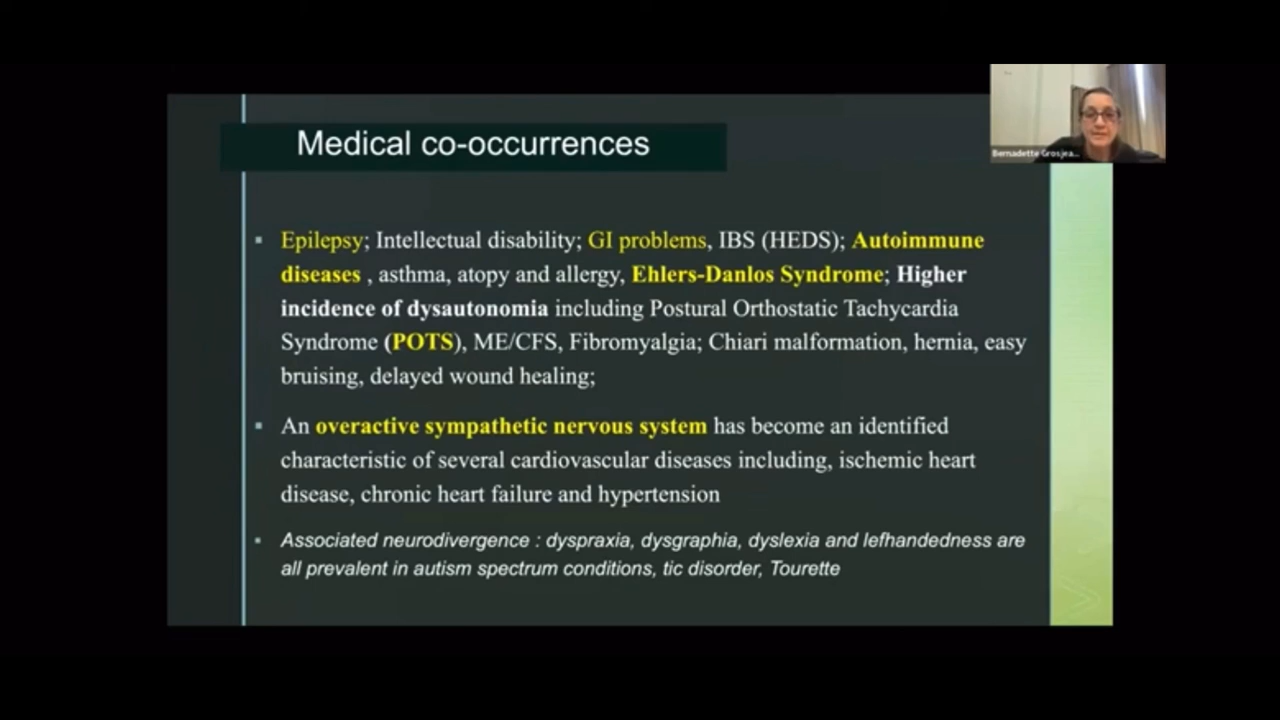 Medical co-occurrences
Bernadette Grosjea...
▪ Epilepsy; Intellectual disability; GI problems, IBS (HEDS); Autoimmune
diseases , asthma, atopy and allergy, Ehlers-Danlos Syndrome; Higher
incidence of dysautonomia including Postural Orthostatic Tachycardia
Syndrome (POTS), ME/CFS, Fibromyalgia; Chiari malformation, hernia, easy
bruising, delayed wound healing;
▪ An overactive sympathetic nervous system has become an identified
characteristic of several cardiovascular diseases including, ischemic heart
disease, chronic heart failure and hypertension
▪ Associated neurodivergence : dyspraxia, dysgraphia, dyslexia and lefhandedness are
all prevalent in autism spectrum conditions, tic disorder, Tourette